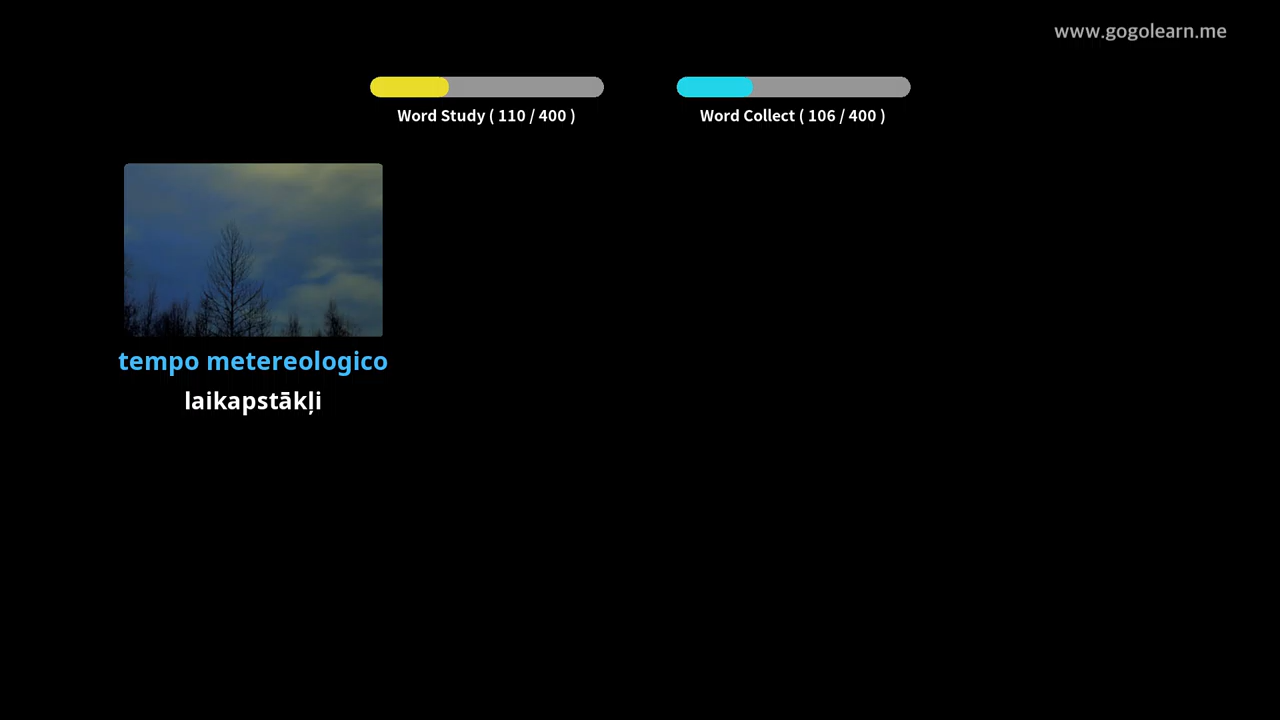 www.gogolearn.me
Word Study ( 110 / 400 )
Word Collect ( 106 / 400 )
tempo metereologico
laikapstākļi